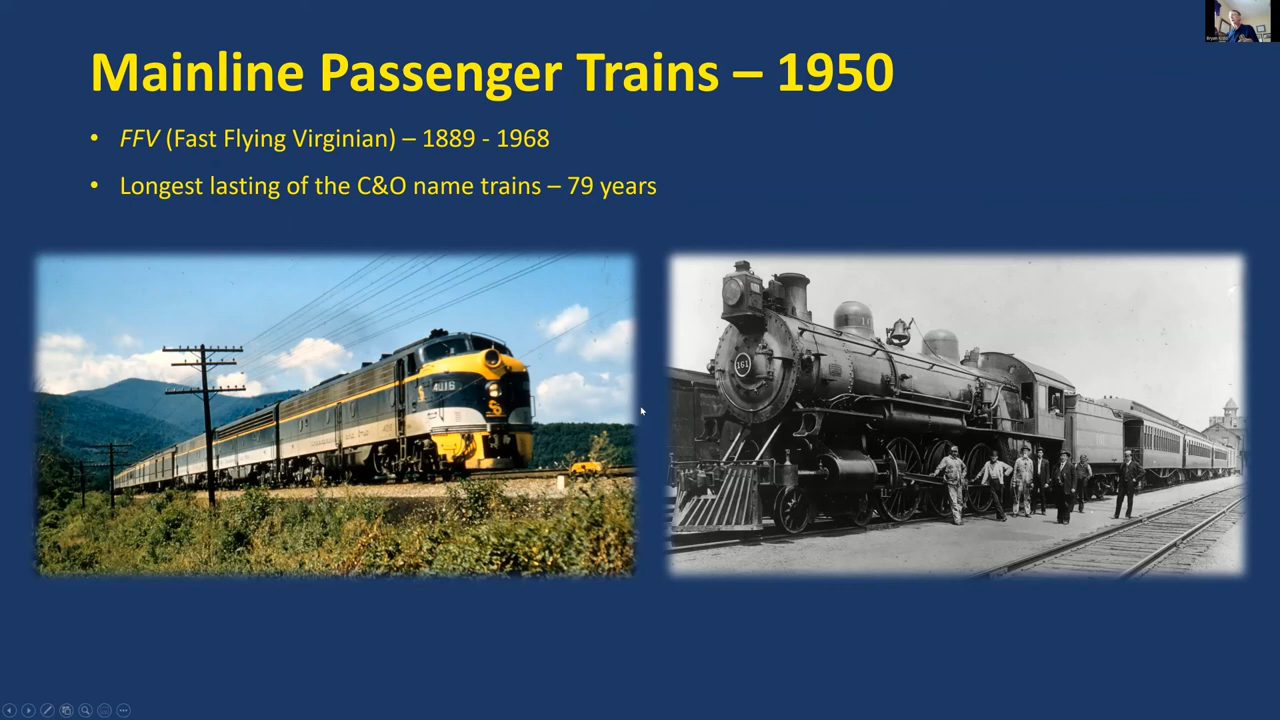 Mainline Passenger Trains – 1950
• FFV (Fast Flying Virginian) – 1889 - 1968
• Longest lasting of the C&O name trains – 79 years
4016
161